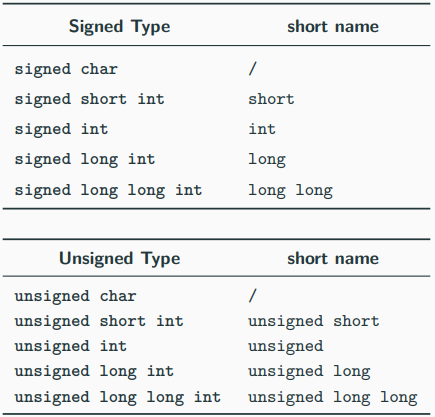 Signed Type short name
signed char /
signed short int short
signed int int
signed long int long
signed long long int long long
Unsigned Type short name
unsigned char /
unsigned short int unsigned short
unsigned int unsigned
unsigned long int unsigned long
unsigned long long int unsigned long long